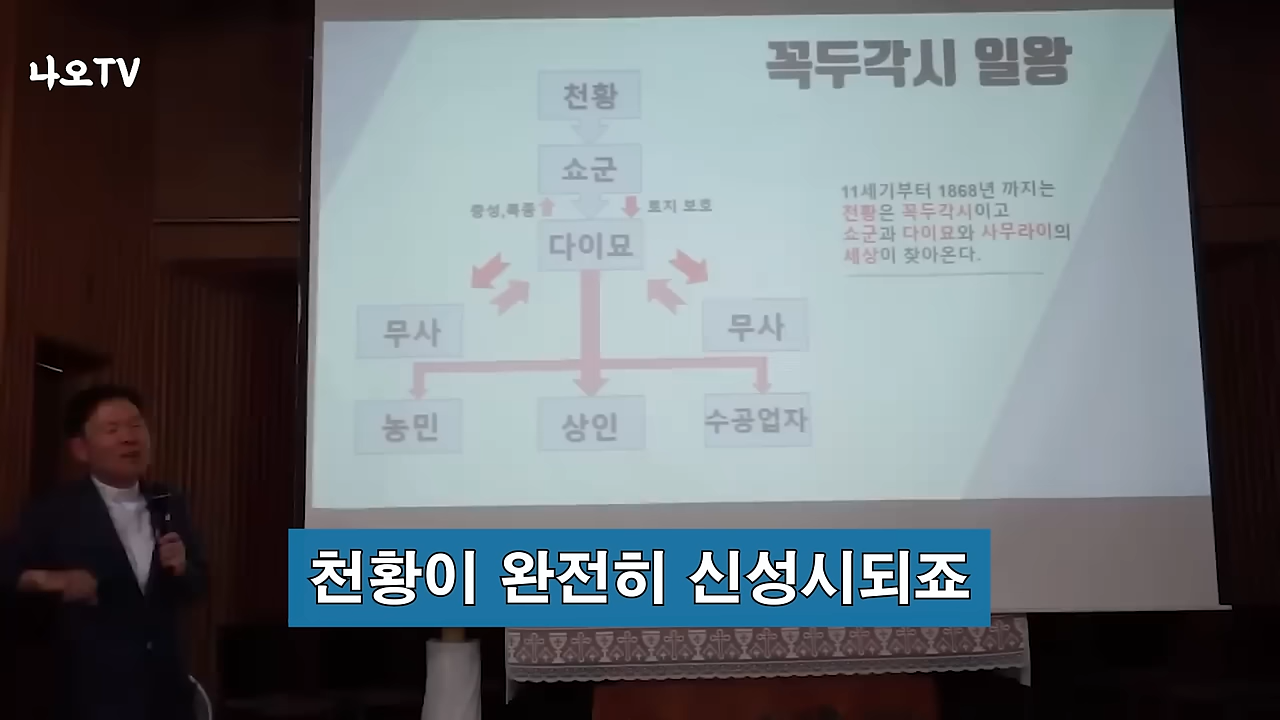 나오TV
꼭두각시 일왕
천황
쇼군
충성,복종
토지 보호
다이묘
무사
무사
농민
상인
수공업자
11세기부터 1868년 까지는
천황은 꼭두각시이고
쇼군과 다이묘와 사무라이의
세상이 찾아온다.
천황이 완전히 신성시되죠